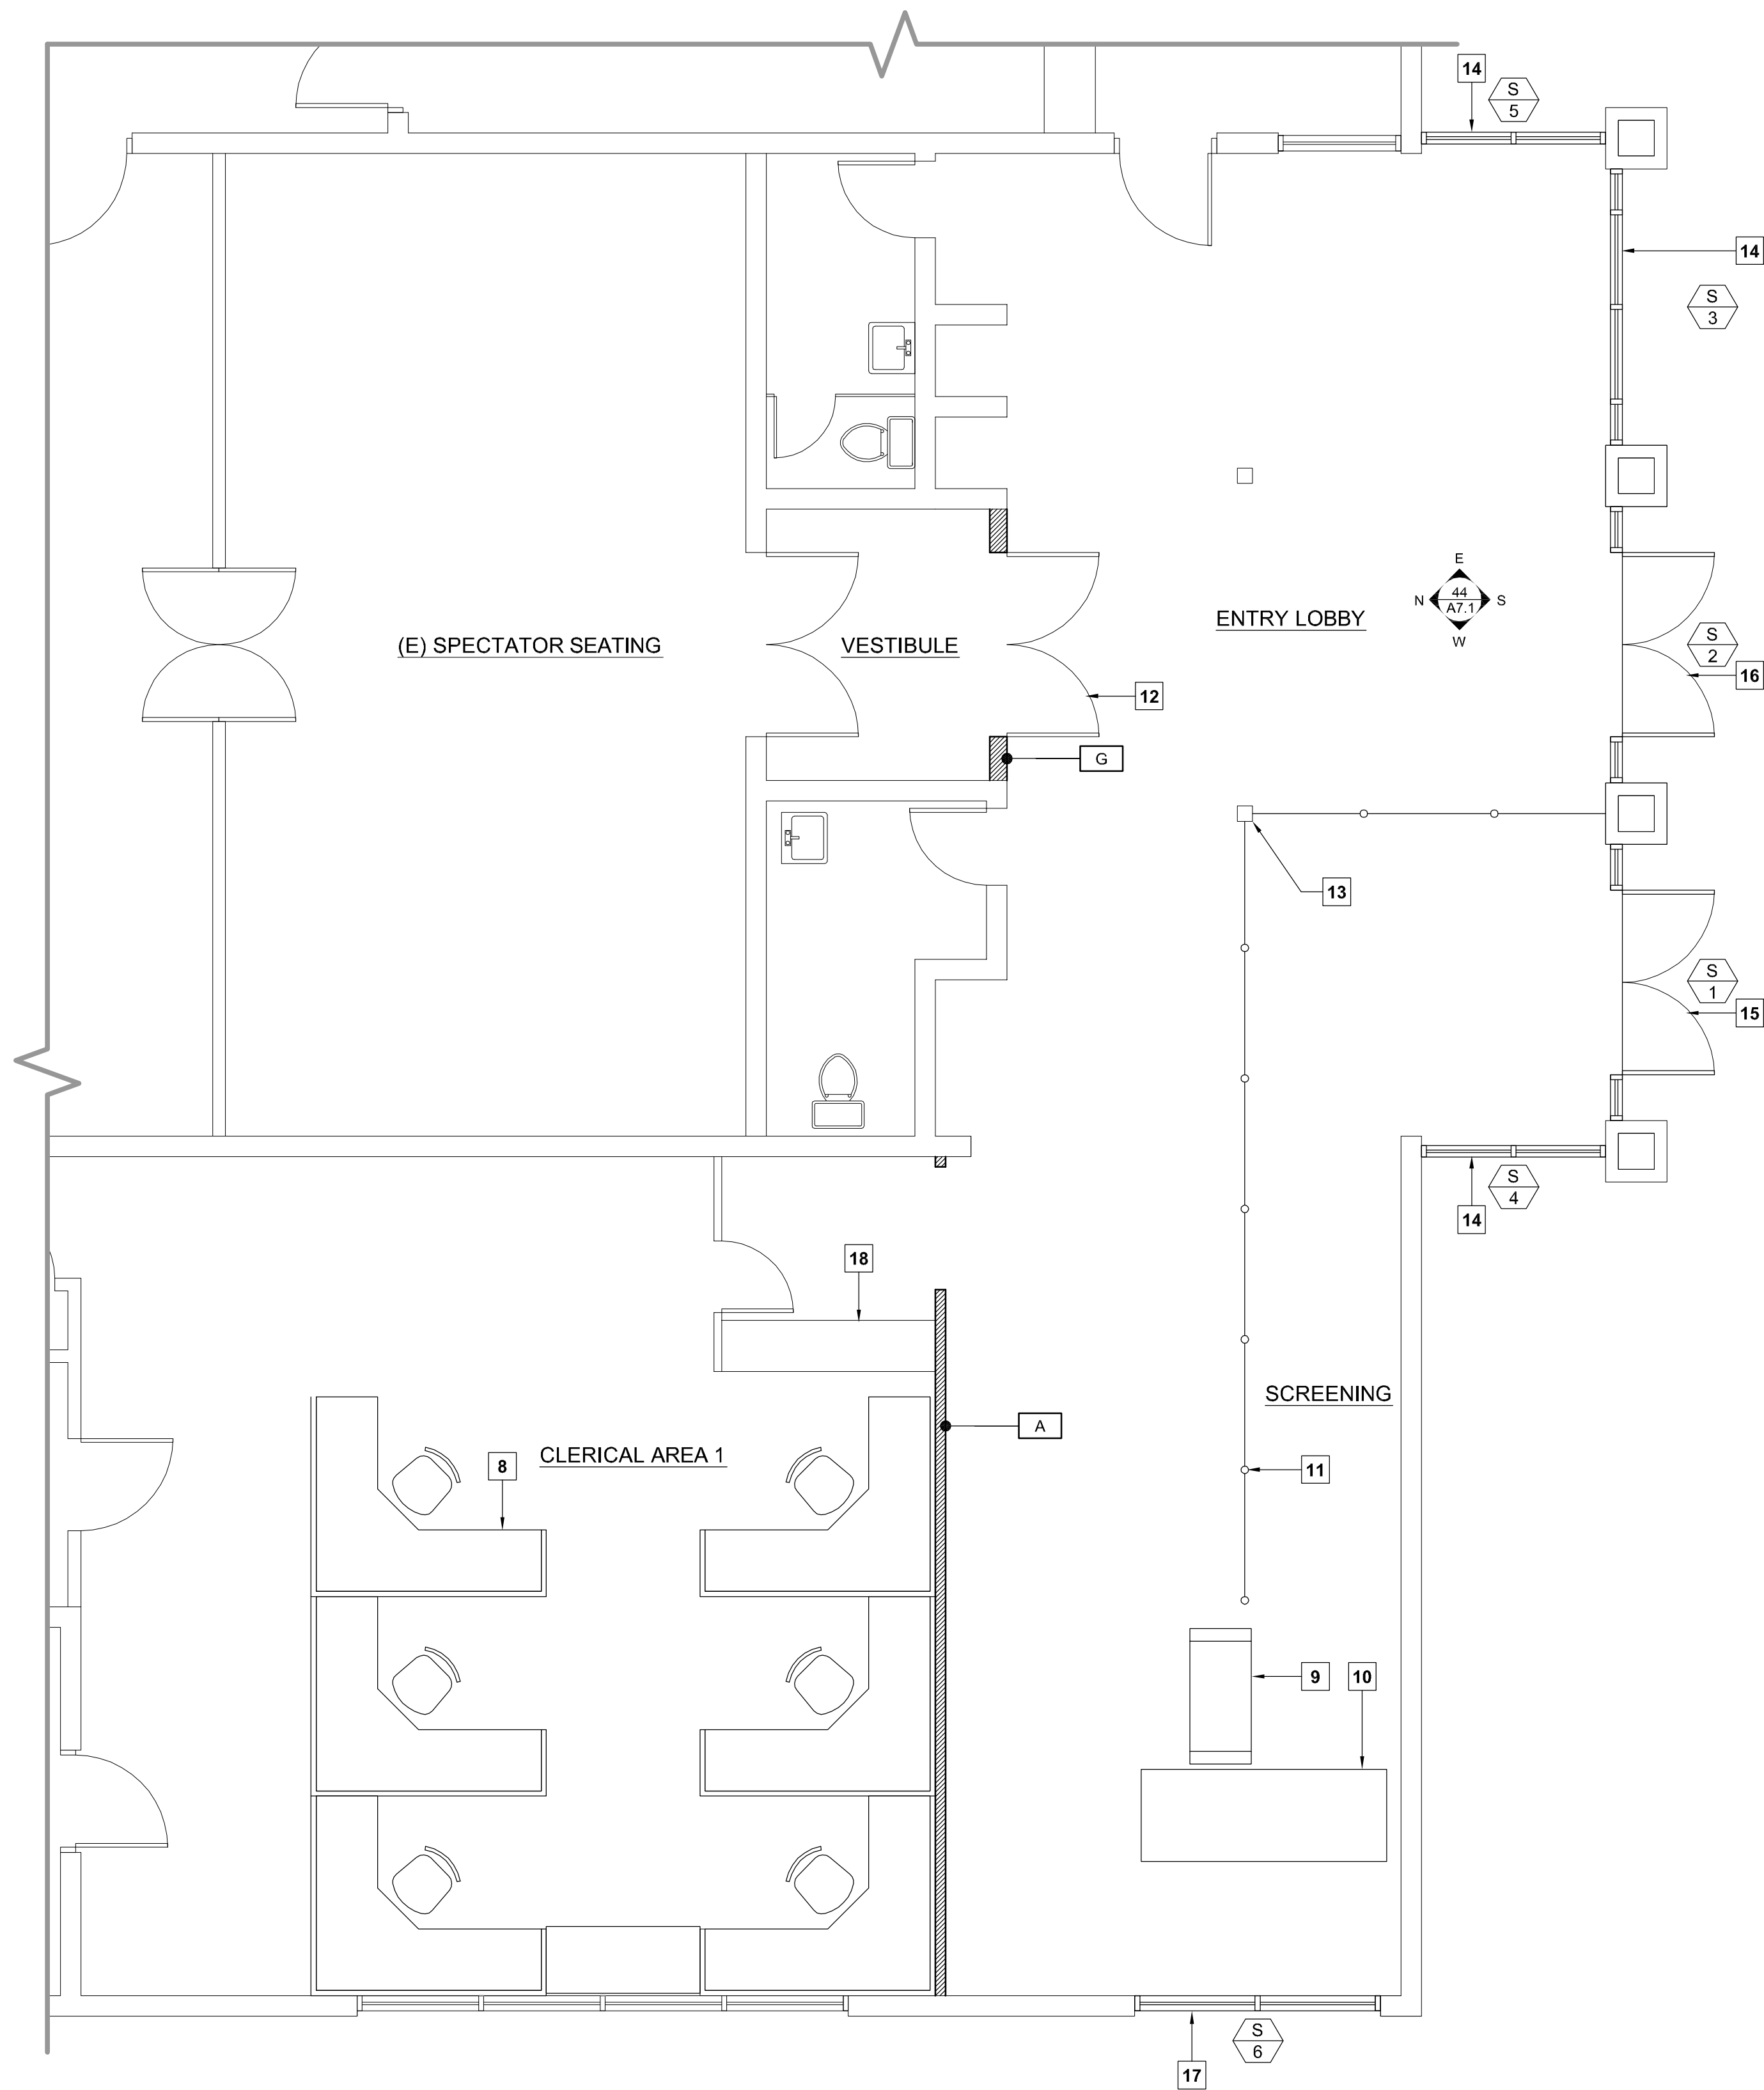 14
S
5
14
S
3
E
N
44
A7.1
S
W
ENTRY LOBBY
(E) SPECTATOR SEATING
VESTIBULE
S
2
16
12
G
13
S
1
15
S
4
14
18
SCREENING
A
CLERICAL AREA 1
8
11
9
10
S
6
17